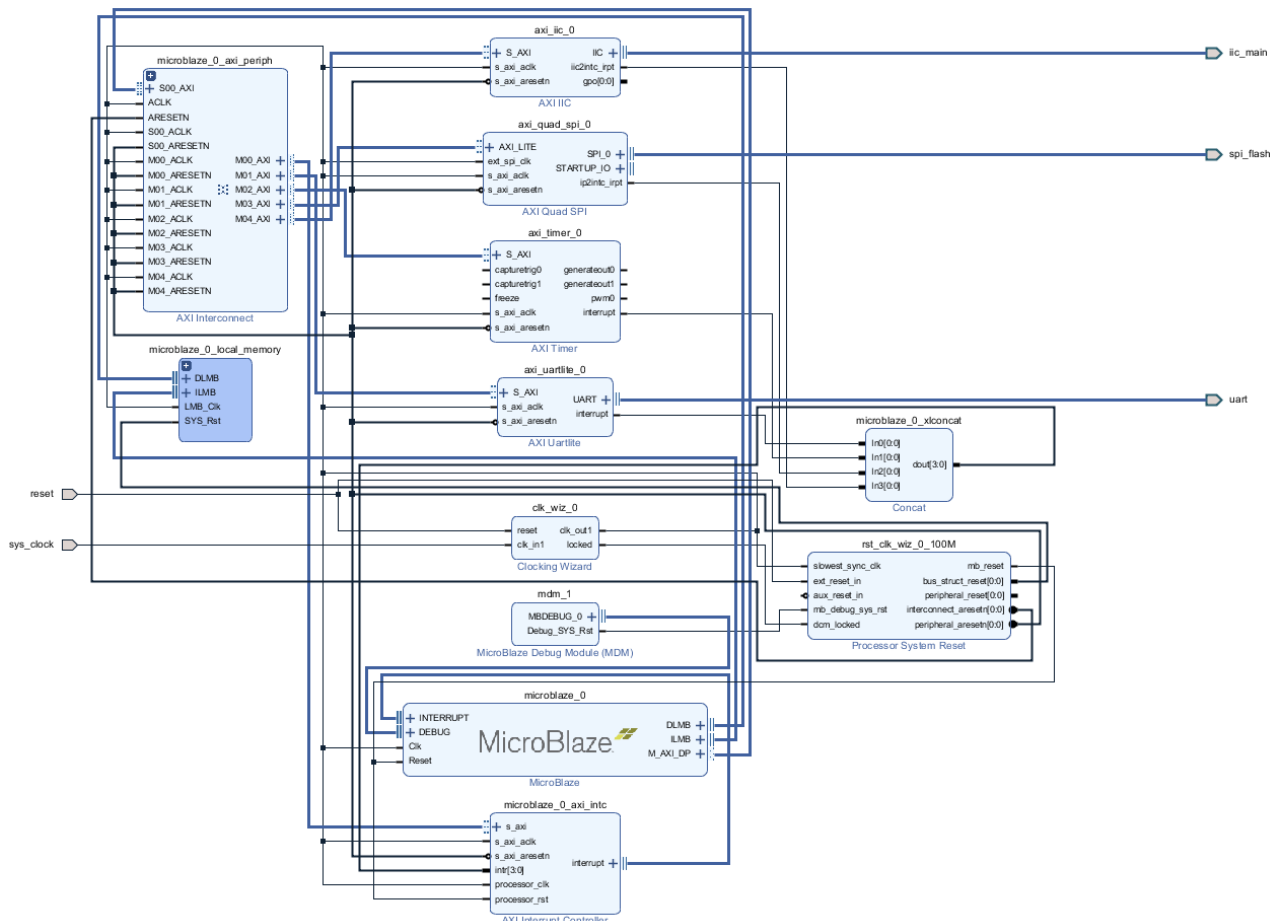 axi_iic_0
S_AXI
s_axi_aclk
s_axi_aresetn
IIC
iic2intc_irpt
gpo[0:0]
AXI IIC
iic_main
microblaze_0_axi_periph
S00_AXI
ACLK
ARESETN
S00_ACLK
S00_ARESETN
M00_ACLK
M00_ARESETN
M01_ACLK
M01_ARESETN
M02_ACLK
M02_ARESETN
M03_ACLK
M03_ARESETN
M04_ACLK
M04_ARESETN
M00_AXI
M01_AXI
M02_AXI
M03_AXI
M04_AXI
AXI Interconnect
axi_quad_spi_0
AXI_LITE
ext_spi_clk
s_axi_aclk
s_axi_aresetn
SPI_0
STARTUP_IO
ip2intc_irpt
AXI Quad SPI
spi_flash
axi_timer_0
S_AXI
capturetrig0
capturetrig1
freeze
s_axi_aclk
s_axi_aresetn
generateout0
generateout1
pwm0
interrupt
AXI Timer
microblaze_0_local_memory
DLMB
ILMB
LMB_Clk
SYS_Rst
axi_uartlite_0
S_AXI
s_axi_aclk
s_axi_aresetn
UART
interrupt
AXI Uartlite
uart
microblaze_0_xlconcat
In0[0:0]
In1[0:0]
In2[0:0]
In3[0:0]
dout[3:0]
Concat
reset
sys_clock
clk_wiz_0
reset
clk_in1
clk_out1
locked
Clocking Wizard
rst_clk_wiz_0_100M
slowest_sync_clk
ext_reset_in
aux_reset_in
mb_debug_sys_rst
dcm_locked
mb_reset
bus_struct_reset[0:0]
peripheral_reset[0:0]
interconnect_aresetn[0:0]
peripheral_aresetn[0:0]
Processor System Reset
mdm_1
MBDEBUG_0
Debug_SYS_Rst
MicroBlaze Debug Module (MDM)
microblaze_0
INTERRUPT
DEBUG
Clk
Reset
MicroBlaze
DLMB
ILMB
M_AXI_DP
MicroBlaze
microblaze_0_axi_intc
s_axi
s_axi_aclk
s_axi_aresetn
intr[3:0]
processor_clk
processor_rst
interrupt
AXI Interrupt Controller